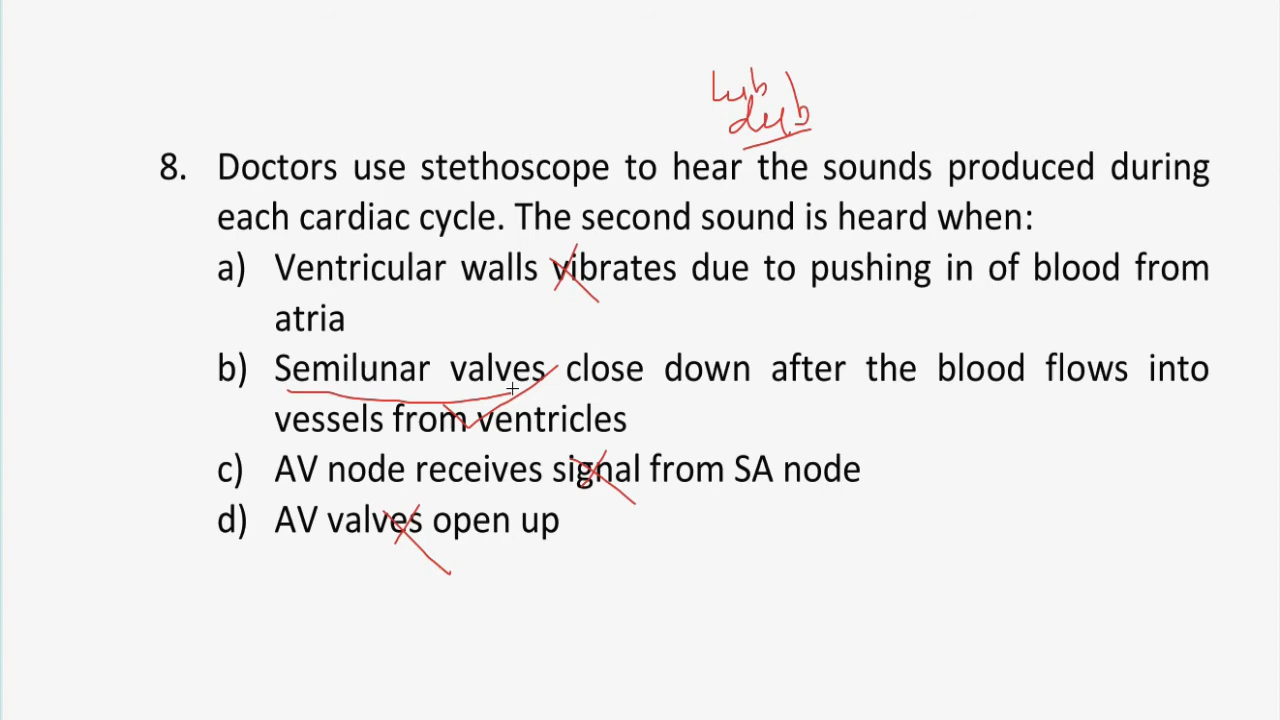 lub
dub
8. Doctors use stethoscope to hear the sounds produced during
each cardiac cycle. The second sound is heard when:
a) Ventricular walls vibrates due to pushing in of blood from
atria
b) Semilunar valves close down after the blood flows into
vessels from ventricles
c) AV node receives signal from SA node
d) AV valves open up